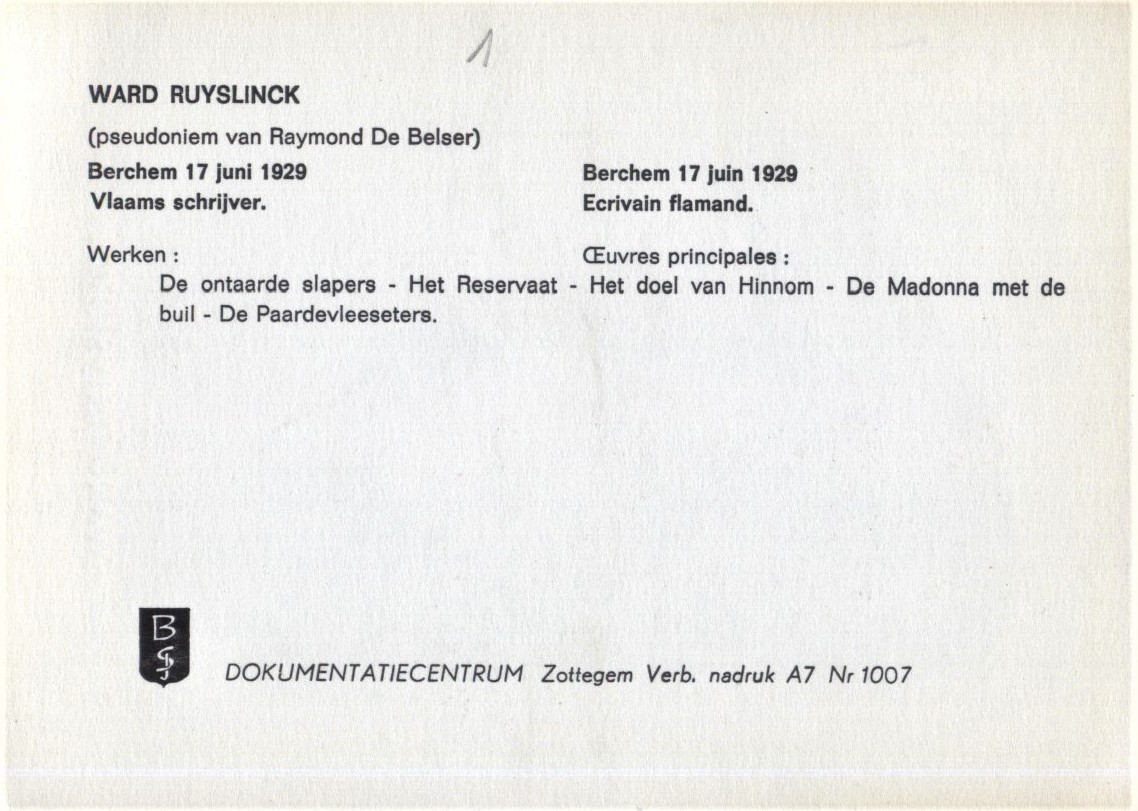 1
WARD RUYSLINCK
(pseudoniem van Raymond De Belser)
Berchem 17 juni 1929
Vlaams schrijver.
Berchem 17 juin 1929
Ecrivain flamand.
Werken :
Œuvres principales :
De ontaarde slapers - Het Reservaat - Het doel van Hinnom - De Madonna met de
buil - De Paardevleeseters.
B
DOKUMENTATIECENTRUM Zottegem Verb. nadruk A7 Nr 1007